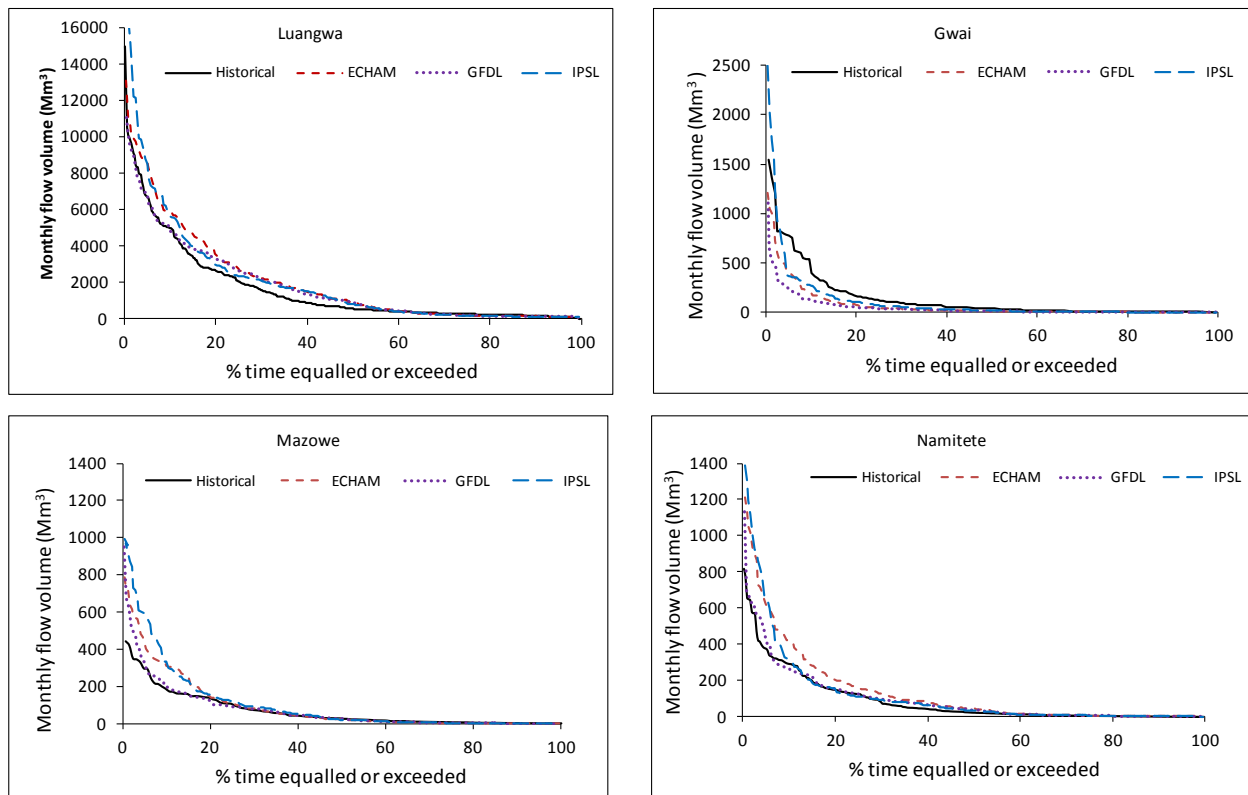 Luangwa
Historical ECHAM GFDL IPSL
Monthly flow volume (Mm³)
16000
14000
12000
10000
8000
6000
4000
2000
0
0 20 40 60 80 100
% time equalled or exceeded
Gwai
Historical ECHAM GFDL IPSL
Monthly flow volume (Mm³)
2500
2000
1500
1000
500
0
0 20 40 60 80 100
% time equalled or exceeded
Mazowe
Historical ECHAM GFDL IPSL
Monthly flow volume (Mm³)
1400
1200
1000
800
600
400
200
0
0 20 40 60 80 100
% time equalled or exceeded
Namitete
Historical ECHAM GFDL IPSL
Monthly flow volume (Mm³)
1400
1200
1000
800
600
400
200
0
0 20 40 60 80 100
% time equalled or exceeded